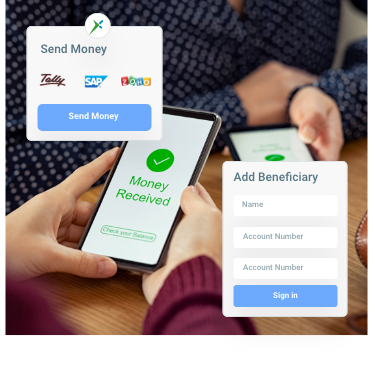 Send Money
Tally SAP ZOHO
Send Money
Money
Received
Check your Balance
Add Beneficiary
Name
Account Number
Account Number
Sign in